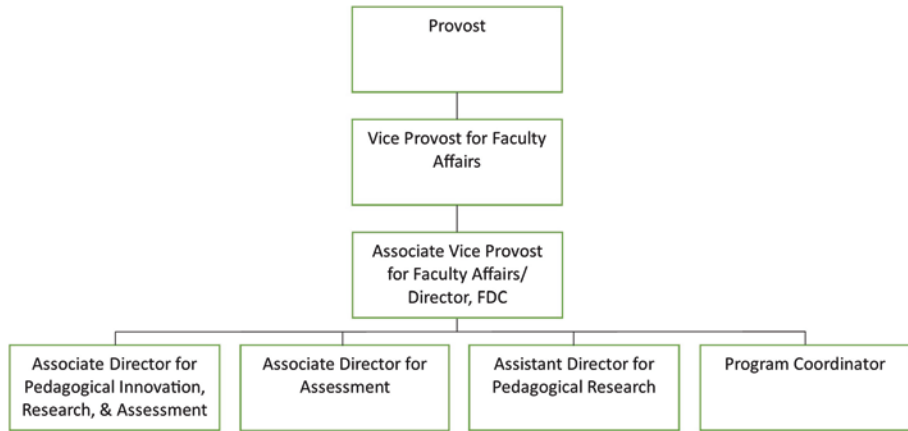 Provost
Vice Provost for Faculty
Affairs
Associate Vice Provost
for Faculty Affairs/
Director, FDC
Associate Director for
Pedagogical Innovation,
Research, & Assessment
Associate Director for
Assessment
Assistant Director for
Pedagogical Research
Program Coordinator